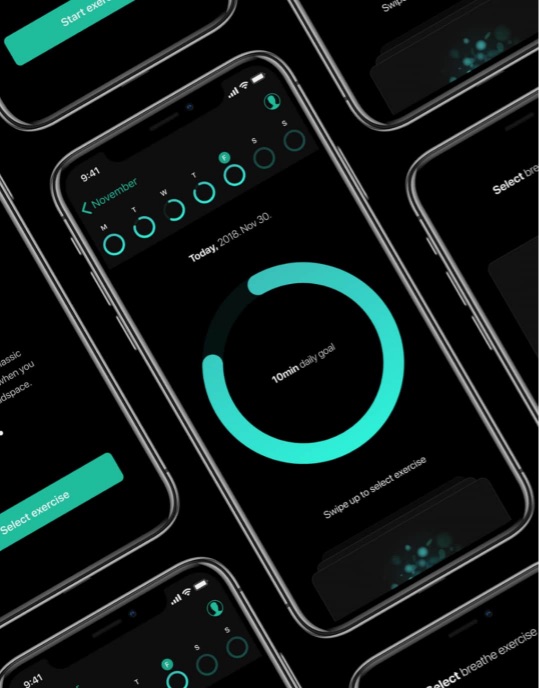 Start exerc
Swipe
9:41
November
M T W T F S S
Today, 2018. Nov 30.
10min daily goal
Swipe up to select exercise
Select bre
assic
when you
adspace.
Select exercise
9:41
T F S S
Select breathe exercise